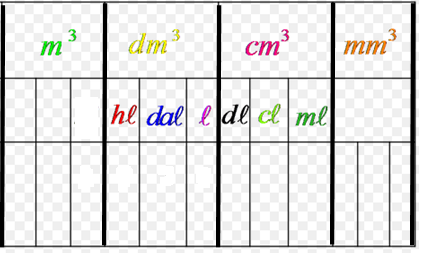 m³ dm³ cm³ mm³
hℓ daℓ ℓ dℓ cℓ mℓ